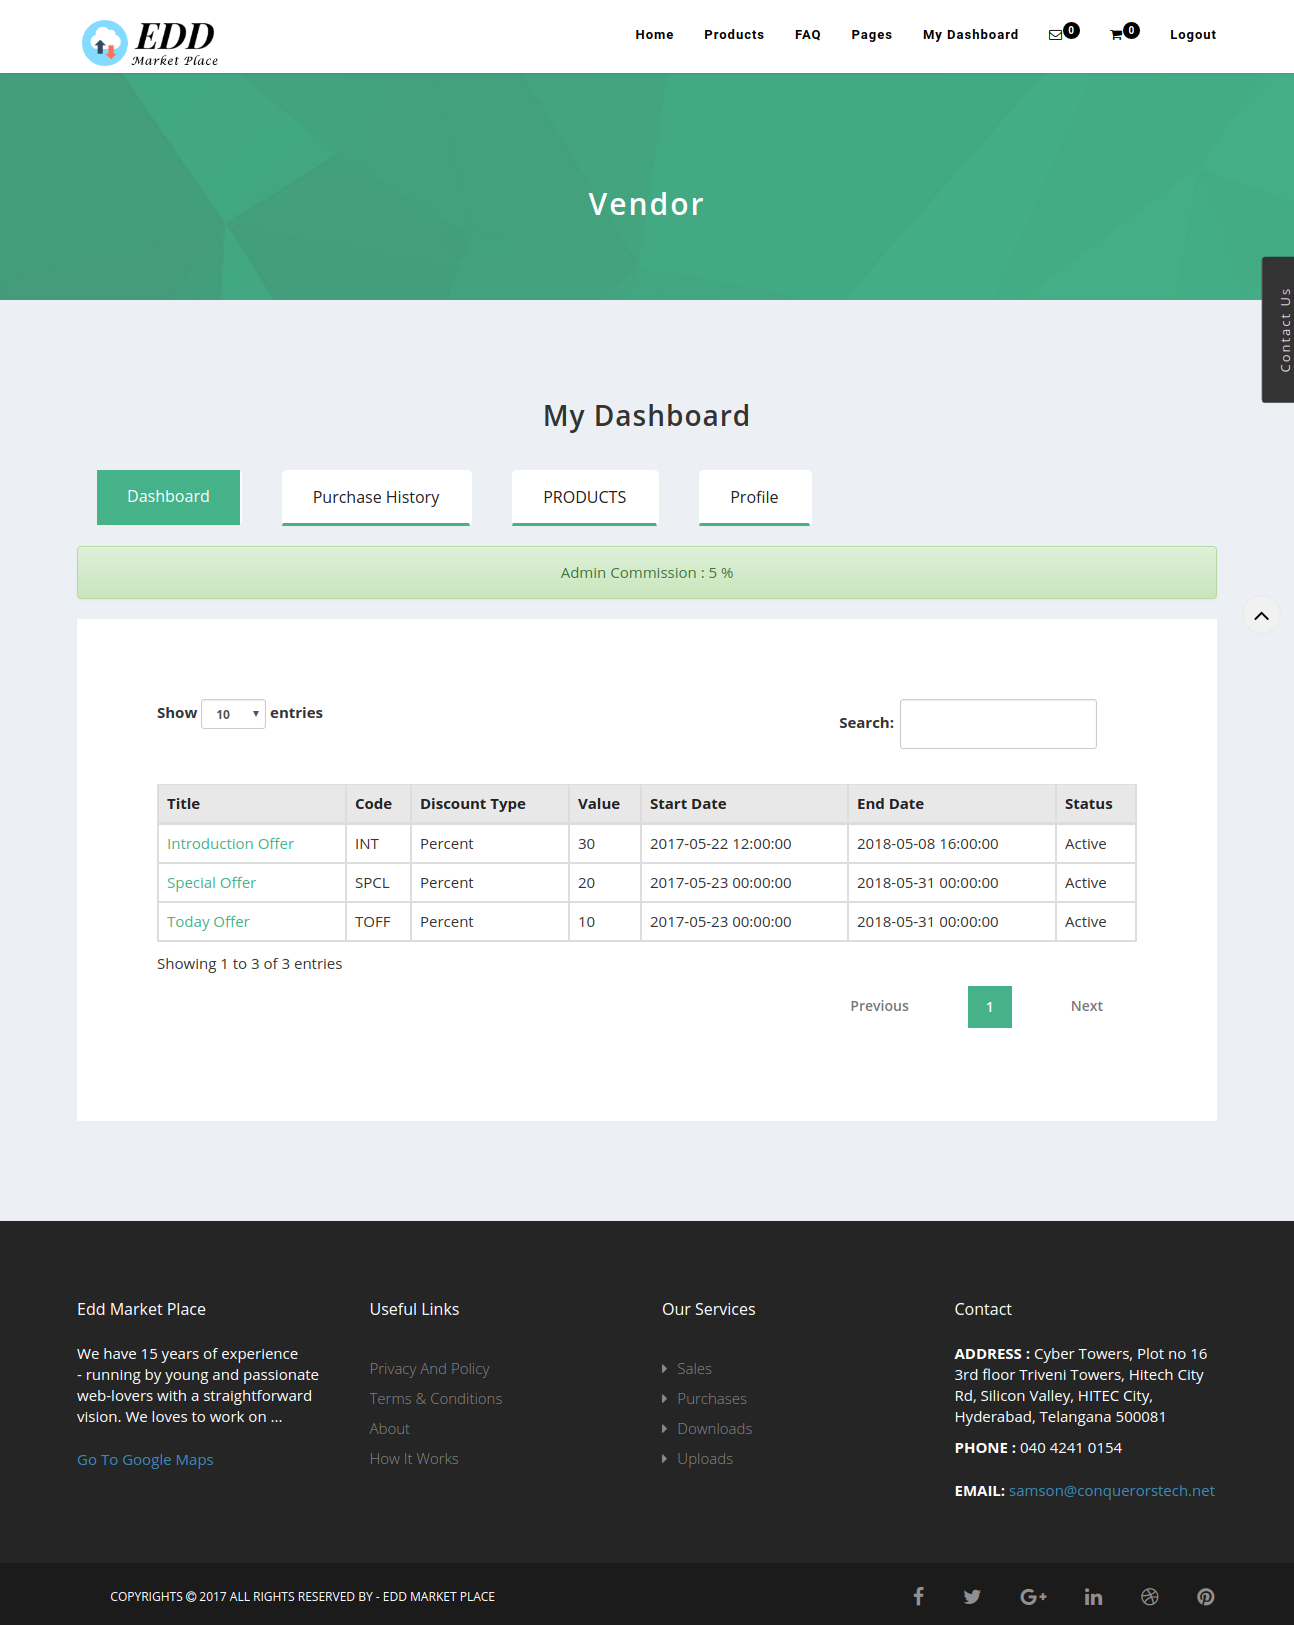 EDD
Market Place
Home Products FAQ Pages My Dashboard 0 0 Logout
Vendor
Contact Us
My Dashboard
Dashboard Purchase History PRODUCTS Profile
Admin Commission : 5 %
Show 10 entries
Search:
Title Code Discount Type Value Start Date End Date Status
Introduction Offer INT Percent 30 2017-05-22 12:00:00 2018-05-08 16:00:00 Active
Special Offer SPCL Percent 20 2017-05-23 00:00:00 2018-05-31 00:00:00 Active
Today Offer TOFF Percent 10 2017-05-23 00:00:00 2018-05-31 00:00:00 Active
Showing 1 to 3 of 3 entries
Previous 1 Next
Edd Market Place
We have 15 years of experience
- running by young and passionate
web-lovers with a straightforward
vision. We loves to work on ...
Go To Google Maps
Useful Links
Privacy And Policy
Terms & Conditions
About
How It Works
Our Services
Sales
Purchases
Downloads
Uploads
Contact
ADDRESS : Cyber Towers, Plot no 16
3rd floor Triveni Towers, Hitech City
Rd, Silicon Valley, HITEC City,
Hyderabad, Telangana 500081
PHONE : 040 4241 0154
EMAIL: samson@conquerorstech.net
COPYRIGHTS © 2017 ALL RIGHTS RESERVED BY - EDD MARKET PLACE